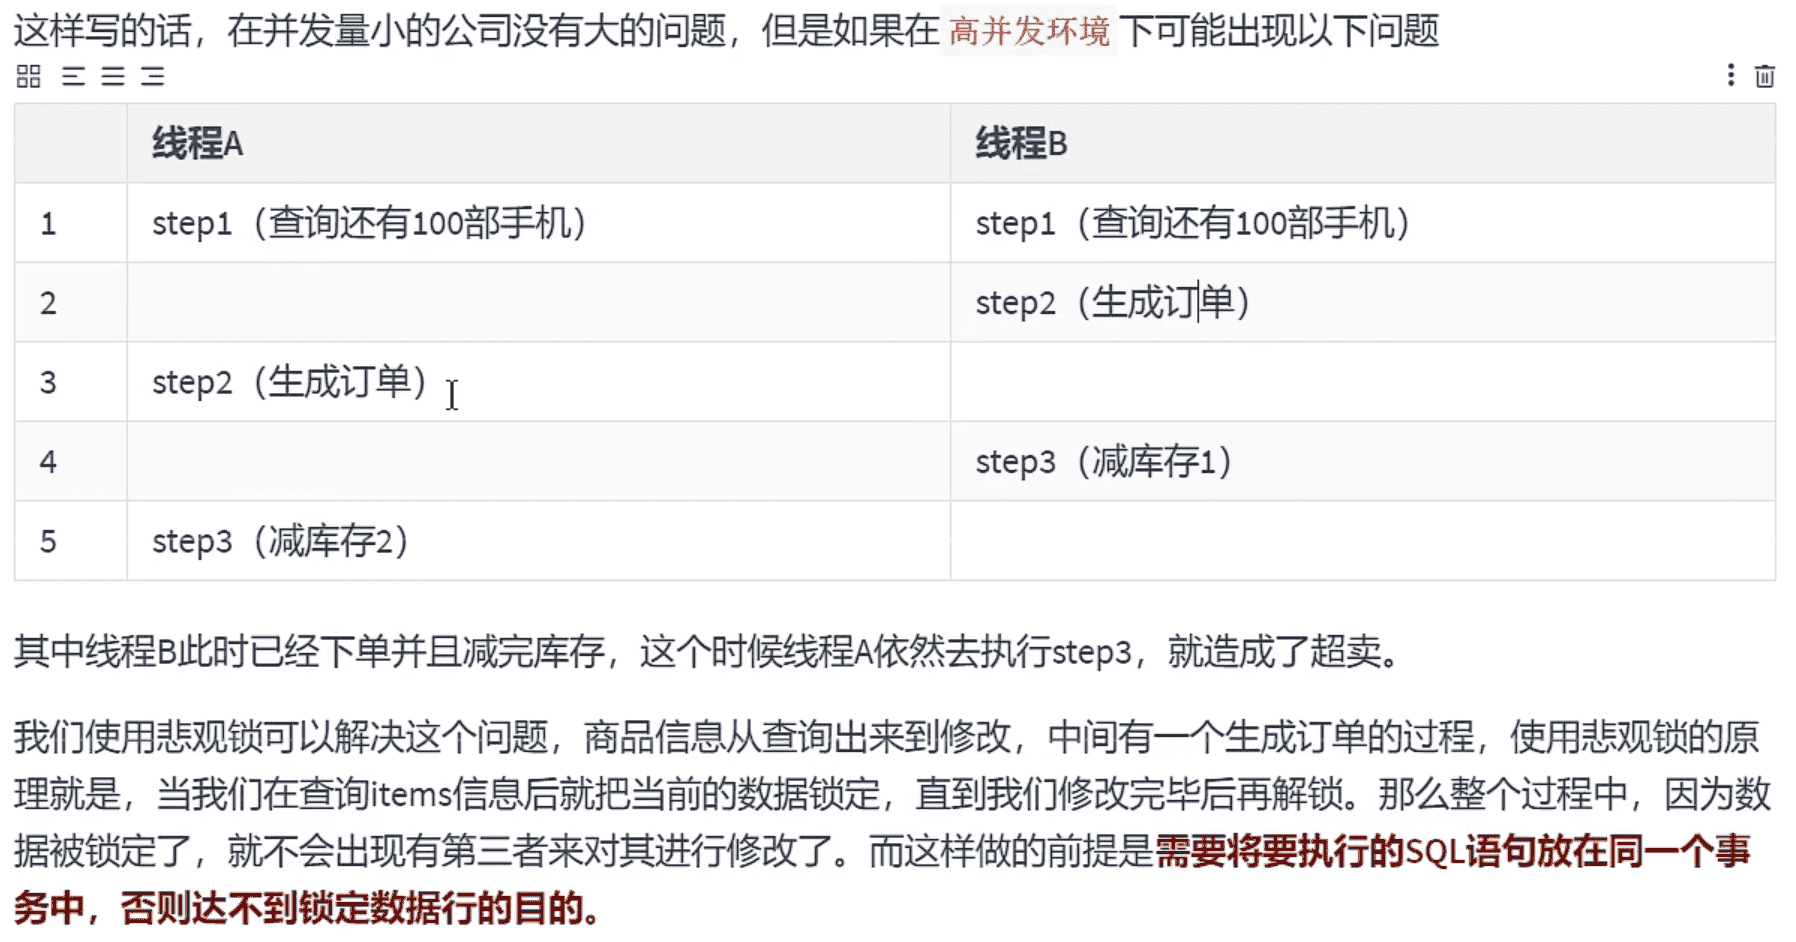 这样写的话，在并发量小的公司没有大的问题，但是如果在 高并发环境 下可能出现以下问题
线程A 线程B
1 step1（查询还有100部手机） step1（查询还有100部手机）
2 step2（生成订单）
3 step2（生成订单）
4 step3（减库存1）
5 step3（减库存2）
其中线程B此时已经下单并且减完库存，这个时候线程A依然去执行step3，就造成了超卖。
我们使用悲观锁可以解决这个问题，商品信息从查询出来到修改，中间有一个生成订单的过程，使用悲观锁的原
理就是，当我们在查询items信息后就把当前的数据锁定，直到我们修改完毕后再解锁。那么整个过程中，因为数
据被锁定了，就不会出现有第三者来对其进行修改了。而这样做的前提是需要将要执行的SQL语句放在同一个事
务中，否则达不到锁定数据行的目的。